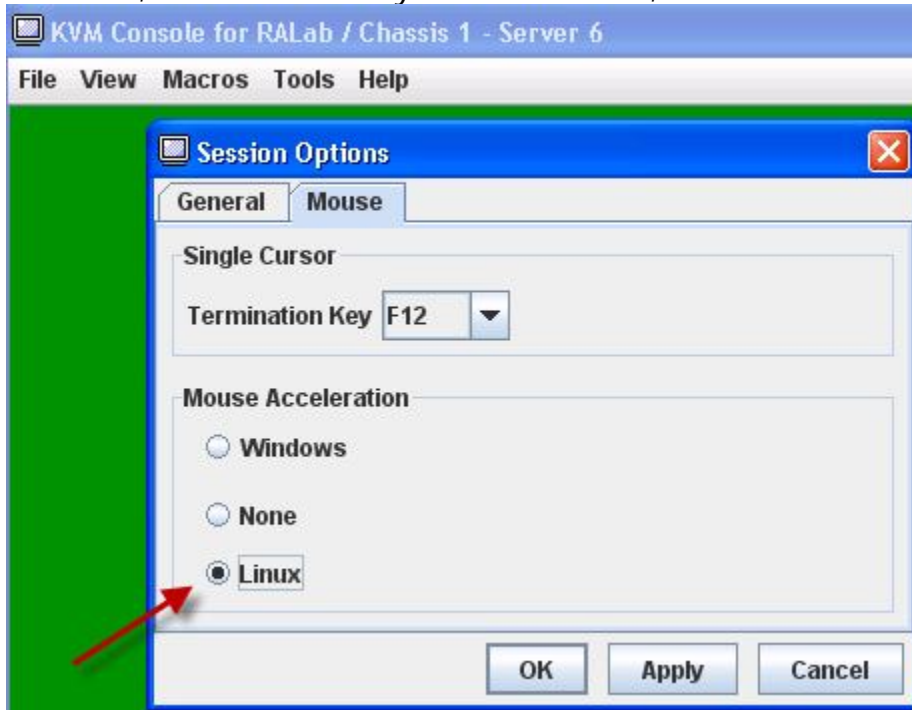 KVM Console for RALab / Chassis 1 - Server 6
File View Macros Tools Help
Session Options
General Mouse
Single Cursor
Termination Key F12
Mouse Acceleration
Windows
None
Linux
OK Apply Cancel